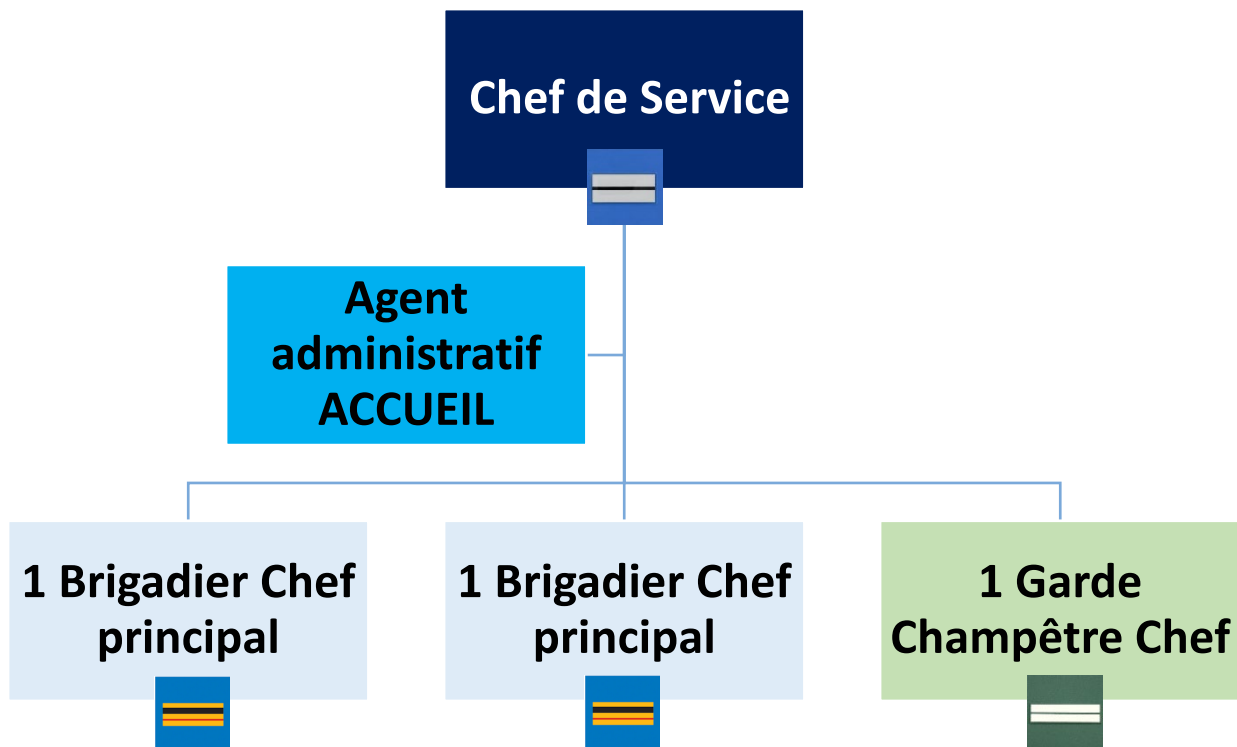 Chef de Service
Agent
administratif
ACCUEIL
1 Brigadier Chef
principal
1 Brigadier Chef
principal
1 Garde
Champêtre Chef